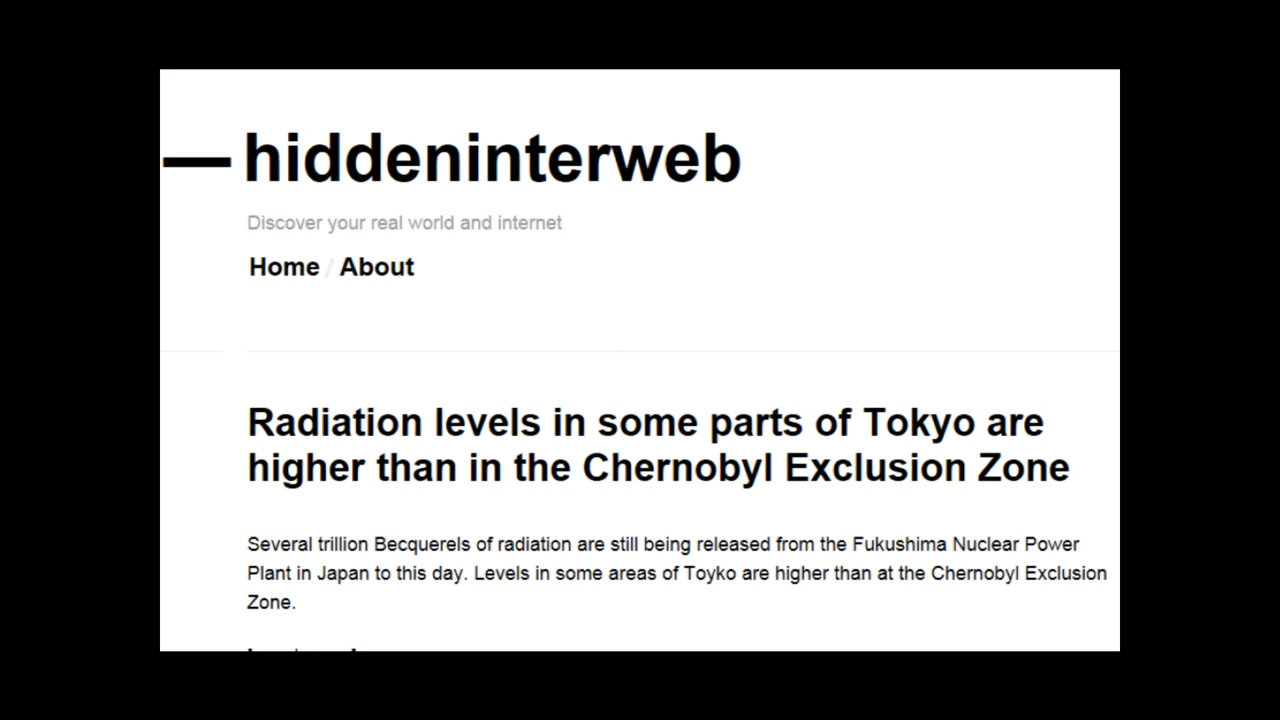 — hiddeninterweb
Discover your real world and internet
Home / About
Radiation levels in some parts of Tokyo are
higher than in the Chernobyl Exclusion Zone
Several trillion Becquerels of radiation are still being released from the Fukushima Nuclear Power
Plant in Japan to this day. Levels in some areas of Toyko are higher than at the Chernobyl Exclusion
Zone.